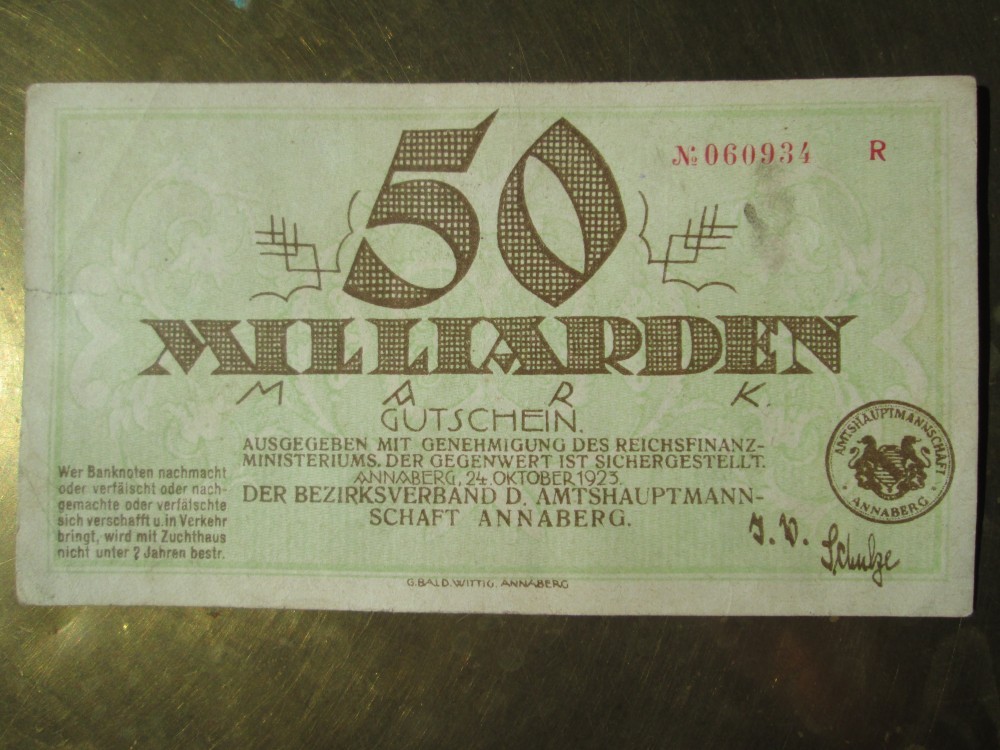 № 060934 R
50
MILLIARDEN
MARK.
GUTSCHEIN.
AUSGEGEBEN MIT GENEHMIGUNG DES REICHSFINANZ-
MINISTERIUMS. DER GEGENWERT IST SICHERGESTELLT.
ANNABERG, 24. OKTOBER 1923.
DER BEZIRKSVERBAND D. AMTSHAUPTMANN-
SCHAFT ANNABERG.
Wer Banknoten nachmacht
oder verfälscht oder nach-
gemachte oder verfälschte
sich verschafft u. in Verkehr
bringt, wird mit Zuchthaus
nicht unter 2 Jahren bestr.
AMTSHAUPTMANNSCHAFT
• ANNABERG •
J. V. Schulze
G. BALD. WITTIG, ANNABERG